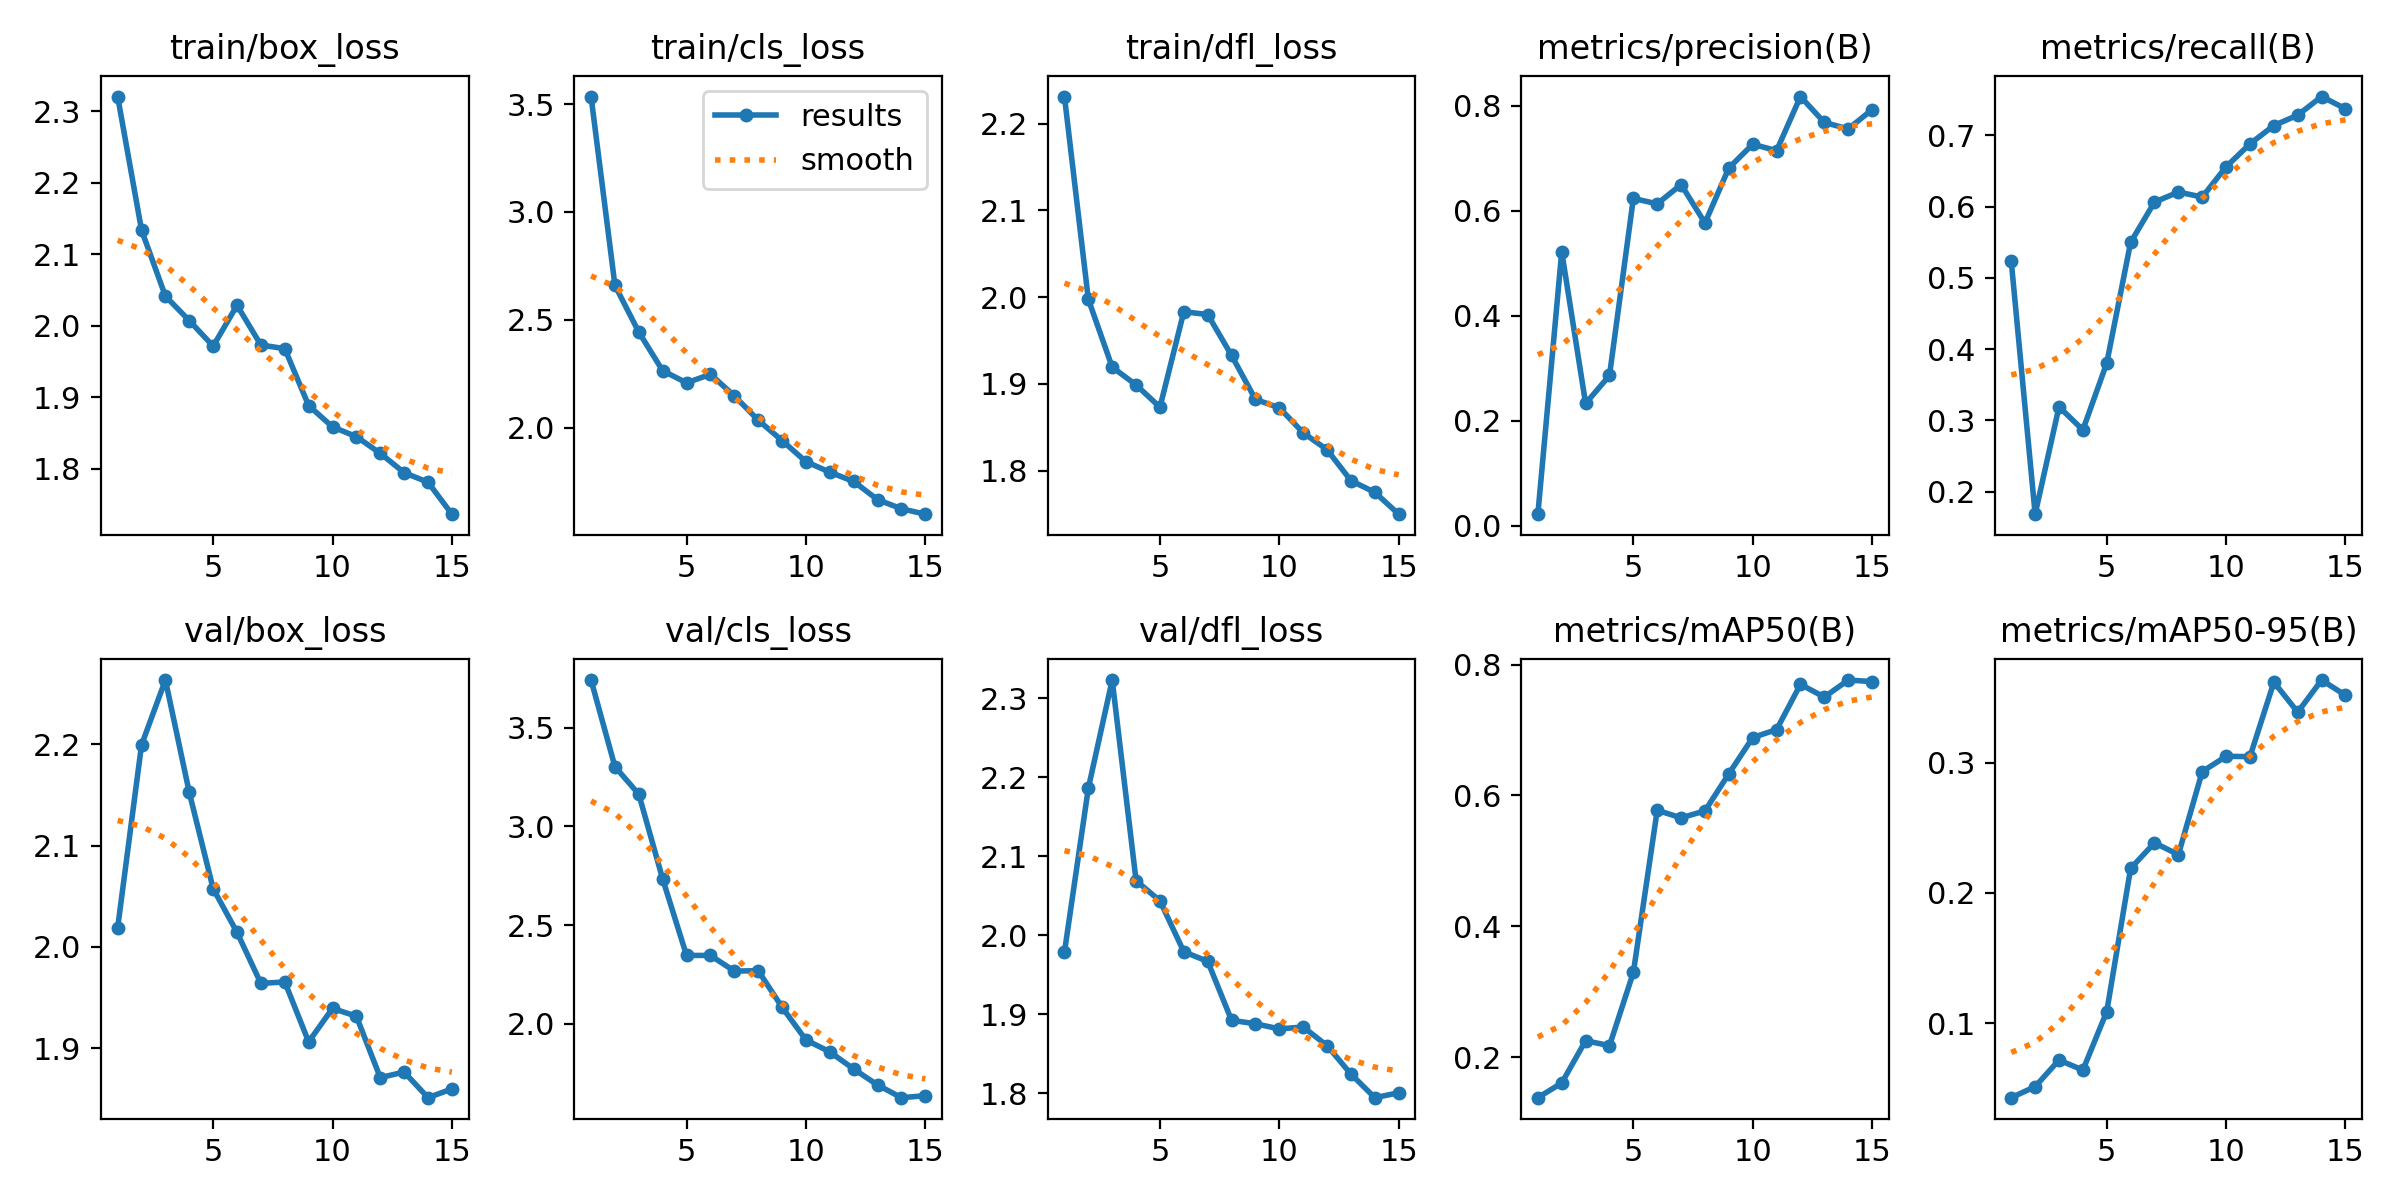 train/box_loss
2.3
2.2
2.1
2.0
1.9
1.8
5 10 15
train/cls_loss
results
smooth
3.5
3.0
2.5
2.0
5 10 15
train/dfl_loss
2.2
2.1
2.0
1.9
1.8
5 10 15
metrics/precision(B)
0.8
0.6
0.4
0.2
0.0
5 10 15
metrics/recall(B)
0.7
0.6
0.5
0.4
0.3
0.2
5 10 15
val/box_loss
2.2
2.1
2.0
1.9
5 10 15
val/cls_loss
3.5
3.0
2.5
2.0
5 10 15
val/dfl_loss
2.3
2.2
2.1
2.0
1.9
1.8
5 10 15
metrics/mAP50(B)
0.8
0.6
0.4
0.2
5 10 15
metrics/mAP50-95(B)
0.3
0.2
0.1
5 10 15